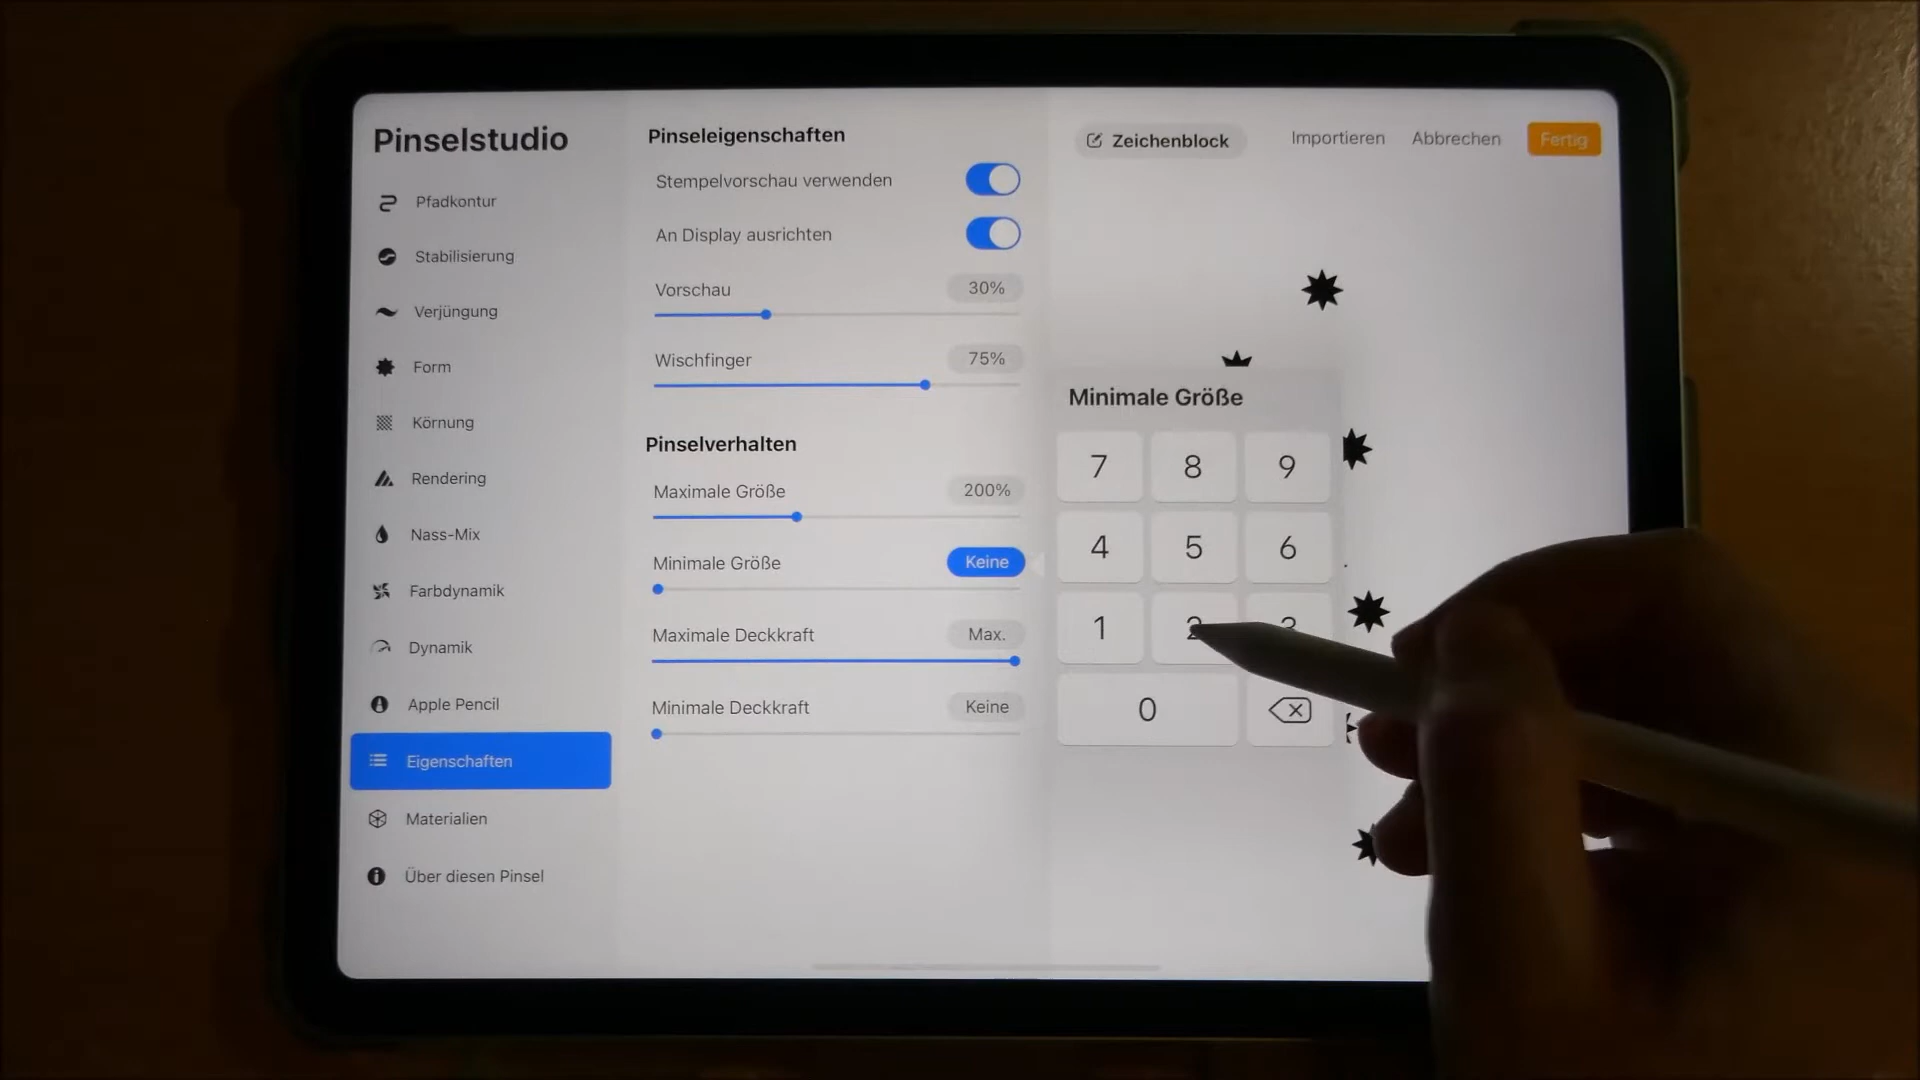 Pinselstudio
Pfadkontur
Stabilisierung
Verjüngung
Form
Körnung
Rendering
Nass-Mix
Farbdynamik
Dynamik
Apple Pencil
Eigenschaften
Materialien
Über diesen Pinsel
Pinseleigenschaften
Stempelvorschau verwenden
An Display ausrichten
Vorschau 30%
Wischfinger 75%
Pinselverhalten
Maximale Größe 200%
Minimale Größe Keine
Maximale Deckkraft Max.
Minimale Deckkraft Keine
Zeichenblock Importieren Abbrechen Fertig
Minimale Größe
7 8 9
4 5 6
1 2 3
0